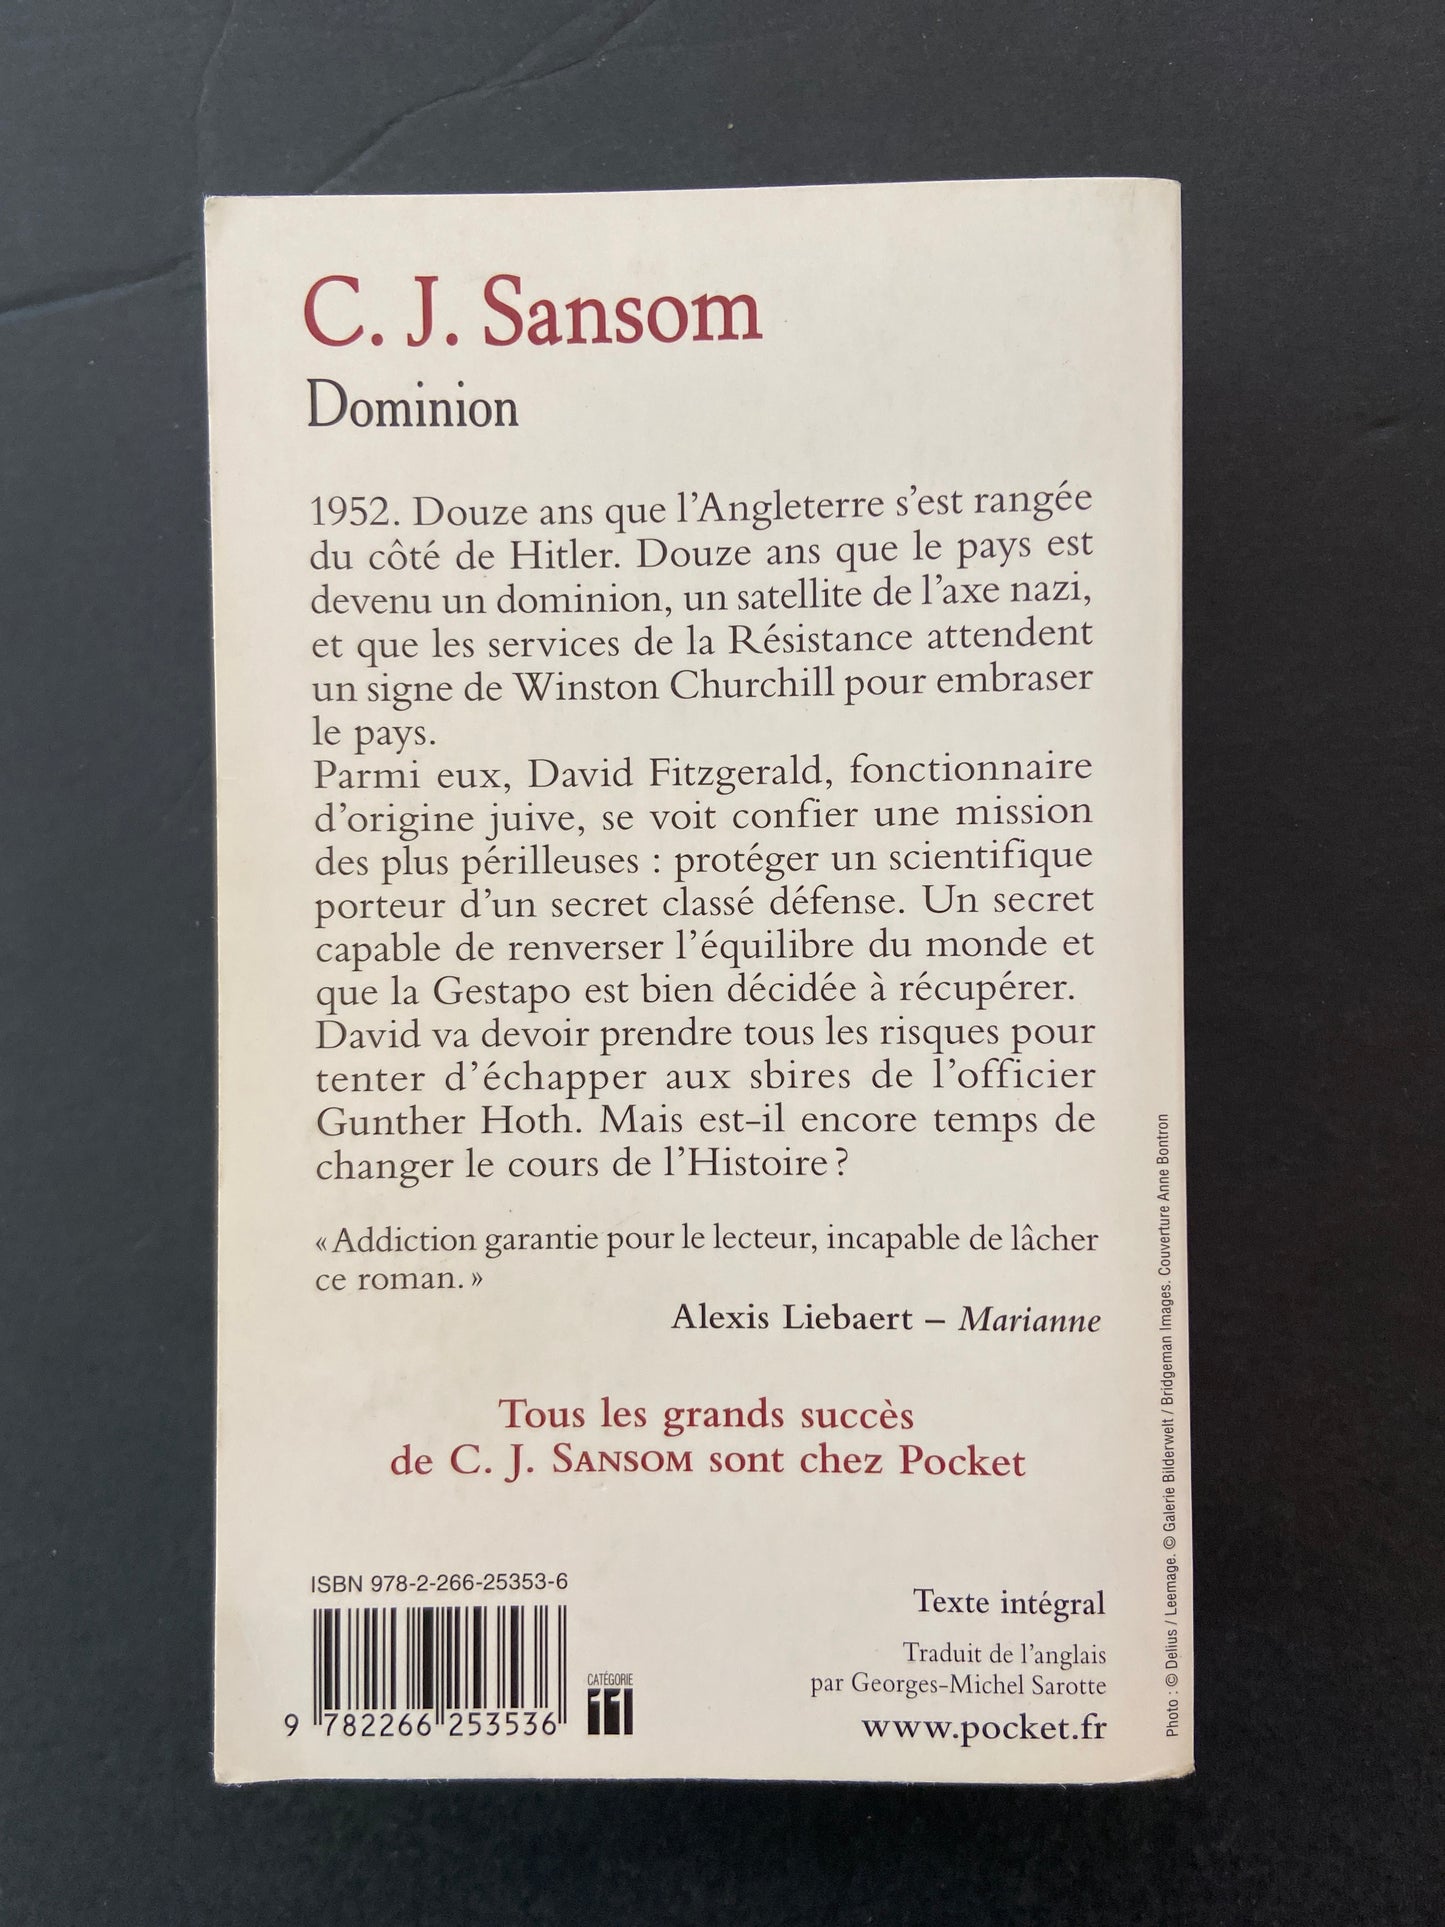 C. J. Sansom
Dominion
1952. Douze ans que l’Angleterre s’est rangée
du côté de Hitler. Douze ans que le pays est
devenu un dominion, un satellite de l’axe nazi,
et que les services de la Résistance attendent
un signe de Winston Churchill pour embraser
le pays.
Parmi eux, David Fitzgerald, fonctionnaire
d’origine juive, se voit confier une mission
des plus périlleuses : protéger un scientifique
porteur d’un secret classé défense. Un secret
capable de renverser l’équilibre du monde et
que la Gestapo est bien décidée à récupérer.
David va devoir prendre tous les risques pour
tenter d’échapper aux sbires de l’officier
Gunther Hoth. Mais est-il encore temps de
changer le cours de l’Histoire ?
« Addiction garantie pour le lecteur, incapable de lâcher
ce roman. »
Alexis Liebaert – Marianne
Tous les grands succès
de C. J. SANSOM sont chez Pocket
ISBN 978-2-266-25353-6
9 782266 253536
CATÉGORIE
11
Texte intégral
Traduit de l’anglais
par Georges-Michel Sarotte
www.pocket.fr
Photo : © Delius / Leemage. © Galerie Bilderwelt / Bridgeman Images. Couverture Anne Bontron